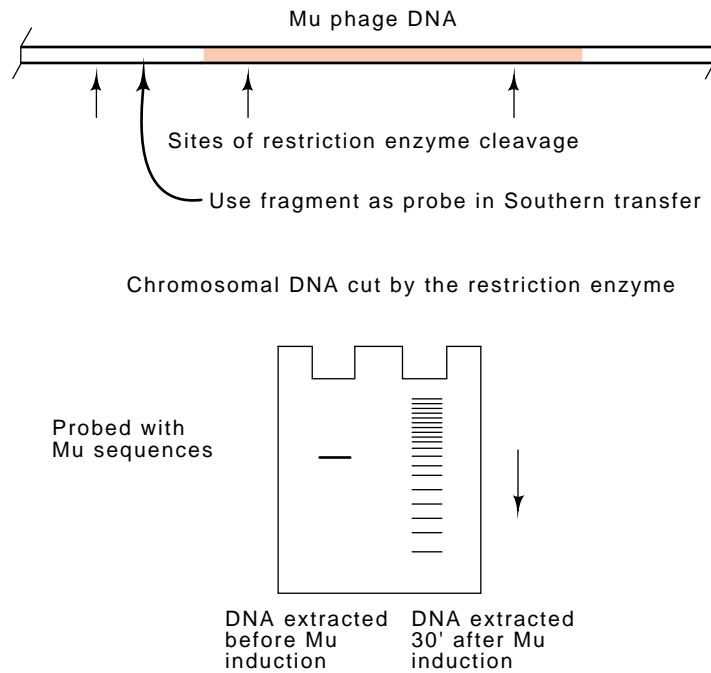 Mu phage DNA
Sites of restriction enzyme cleavage
Use fragment as probe in Southern transfer
Chromosomal DNA cut by the restriction enzyme
Probed with
Mu sequences
DNA extracted
before Mu
induction
DNA extracted
30' after Mu
induction